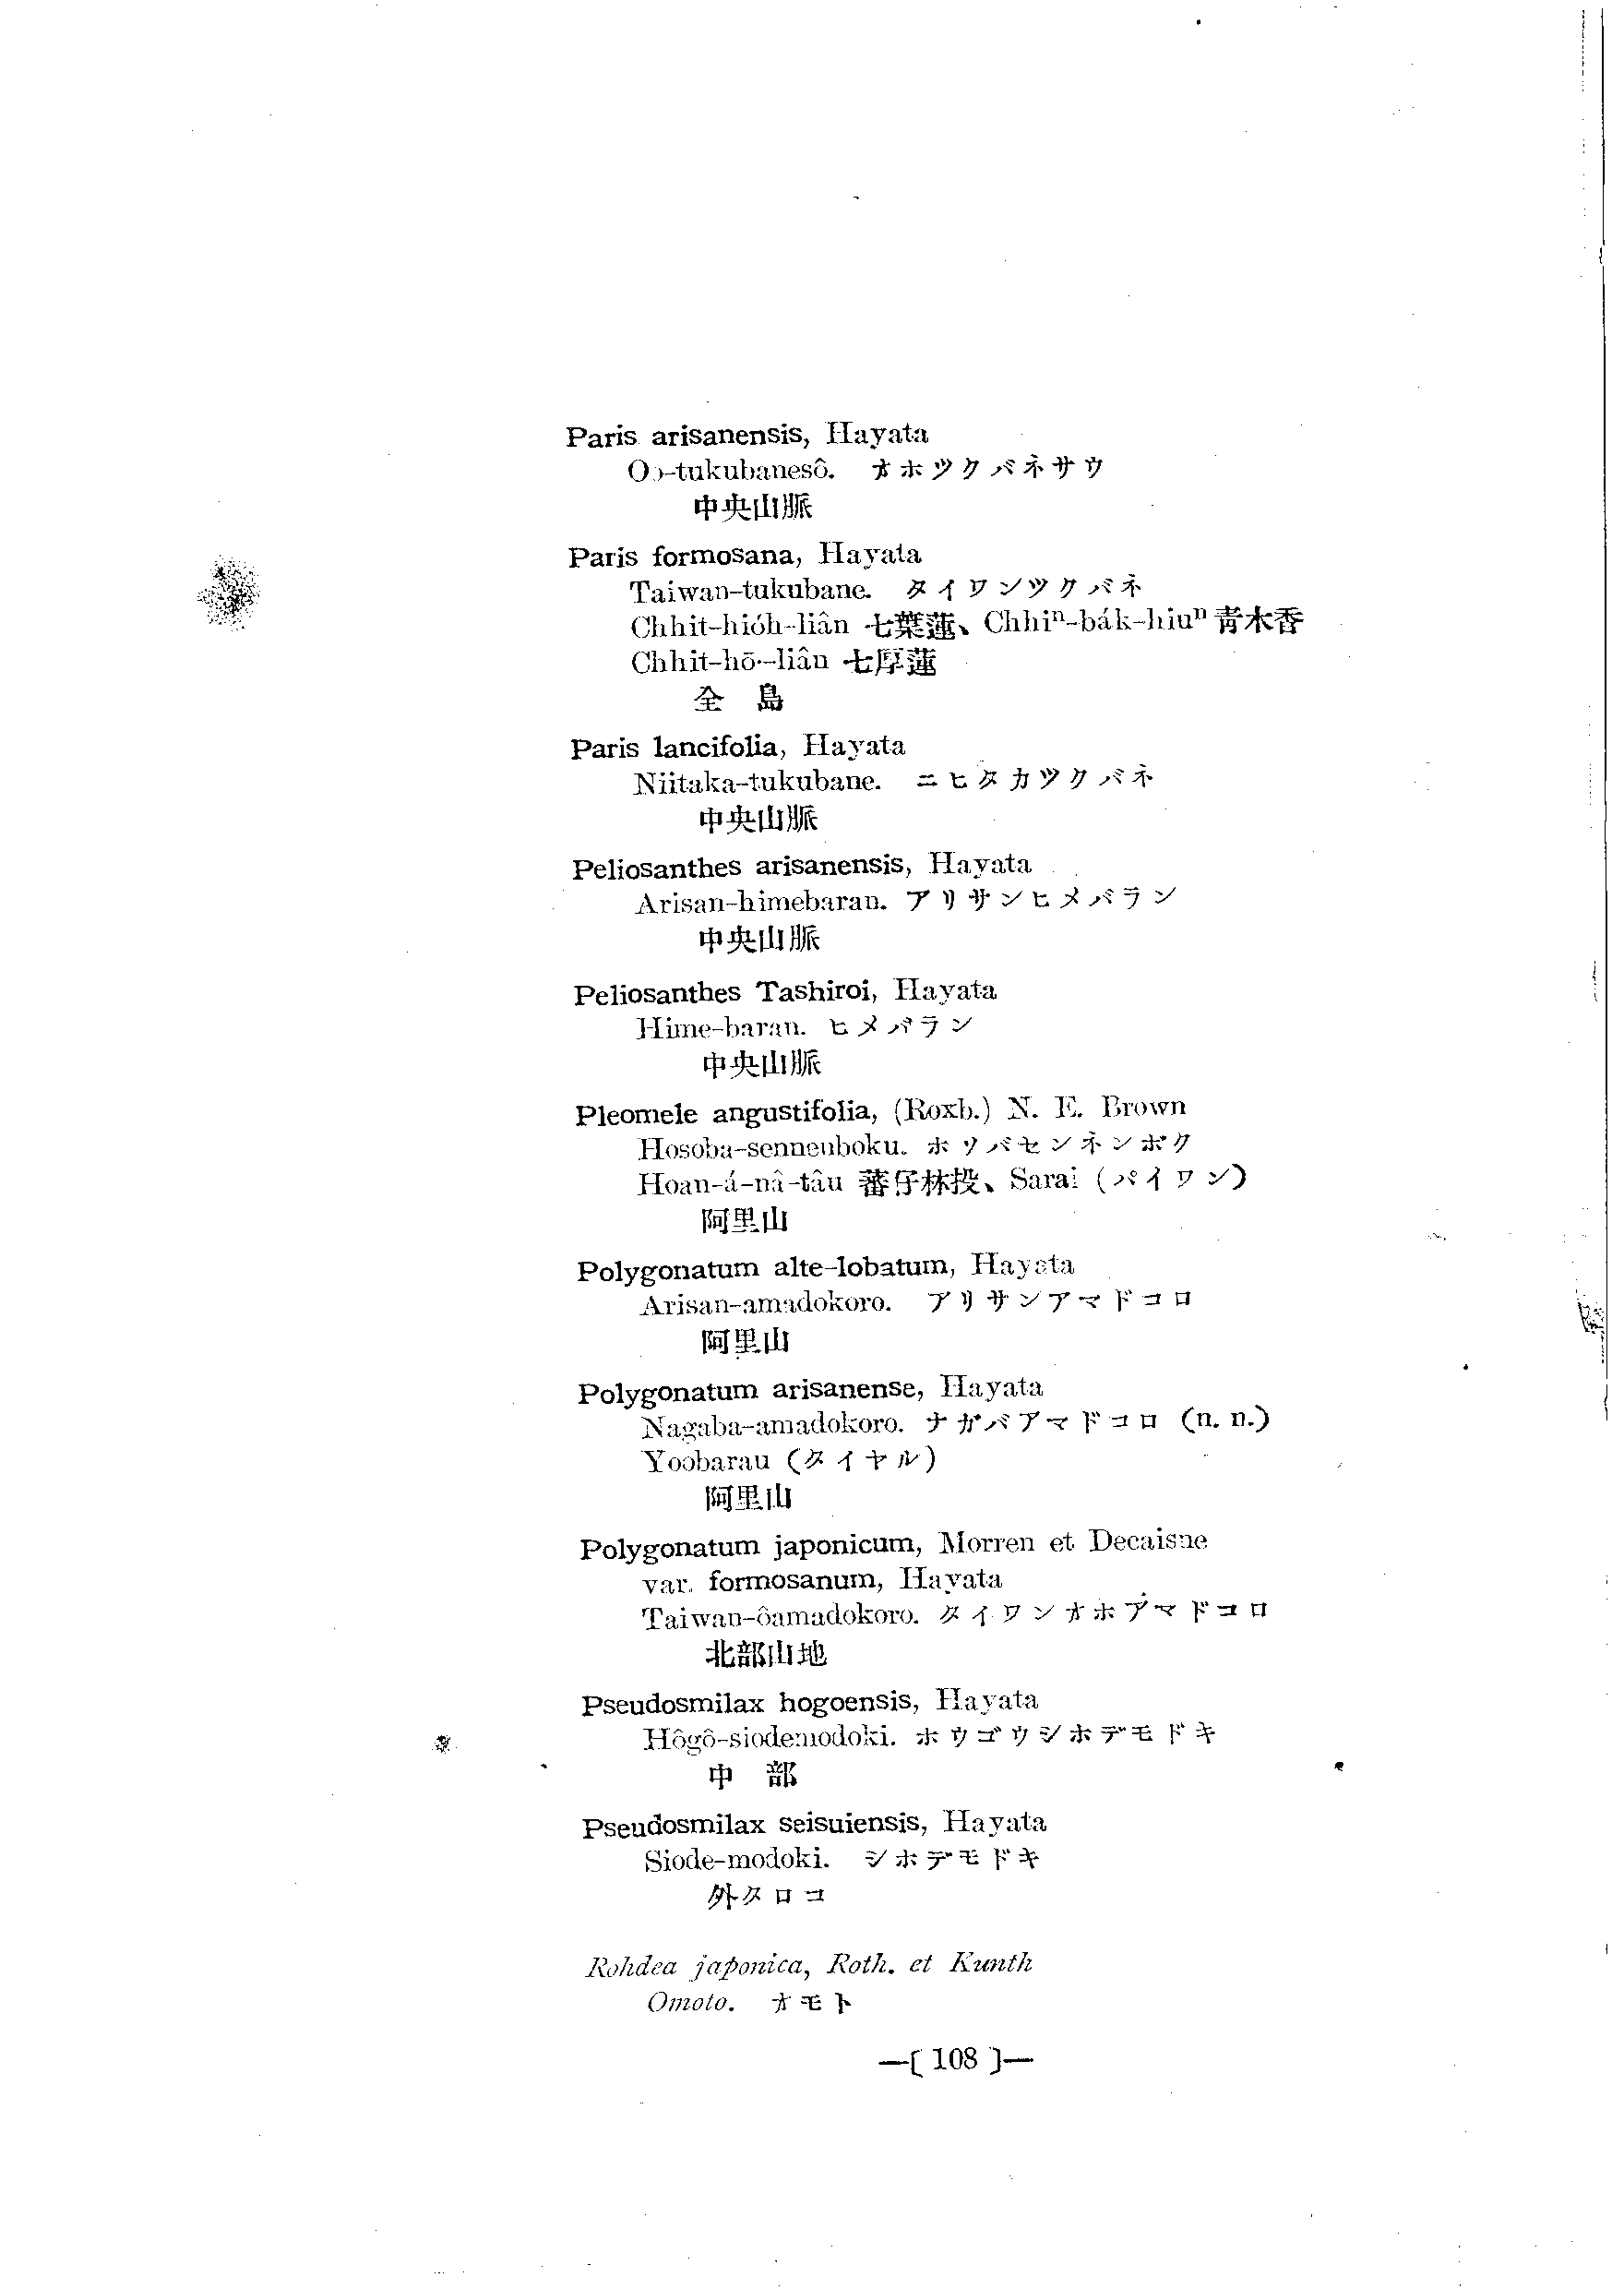 Paris arisanensis, Hayata
Oo-tukubanesô. オホツクバネサウ
中央山脈
Paris formosana, Hayata
Taiwan-tukubane. タイワンツクバネ
Chhit-hióh-liân 七葉蓮、Chhiⁿ-bák-hiuⁿ 青木香
Chhit-hō·-liân 七厚蓮
全 島
Paris lancifolia, Hayata
Niitaka-tukubane. ニヒタカツクバネ
中央山脈
Peliosanthes arisanensis, Hayata
Arisan-himebaran. アリサンヒメバラン
中央山脈
Peliosanthes Tashiroi, Hayata
Hime-baran. ヒメバラン
中央山脈
Pleomele angustifolia, (Roxb.) N. E. Brown
Hosoba-sennenboku. ホソバセンネンボク
Hoan-á-nâ-tâu 蕃仔林投、Sarai (パイワン)
阿里山
Polygonatum alte-lobatum, Hayata
Arisan-amadokoro. アリサンアマドコロ
阿里山
Polygonatum arisanense, Hayata
Nagaba-amadokoro. ナガバアマドコロ (n. n.)
Yoobarau (タイヤル)
阿里山
Polygonatum japonicum, Morren et Decaisne
var. formosanum, Hayata
Taiwan-ôamadokoro. タイワンオホアマドコロ
北部山地
Pseudosmilax hogoensis, Hayata
Hôgô-siodemodoki. ホウゴウシホデモドキ
中 部
Pseudosmilax seisuiensis, Hayata
Siode-modoki. シホデモドキ
外タロコ
Rohdea japonica, Roth. et Kunth
Omoto. オモト
—[ 108 ]—